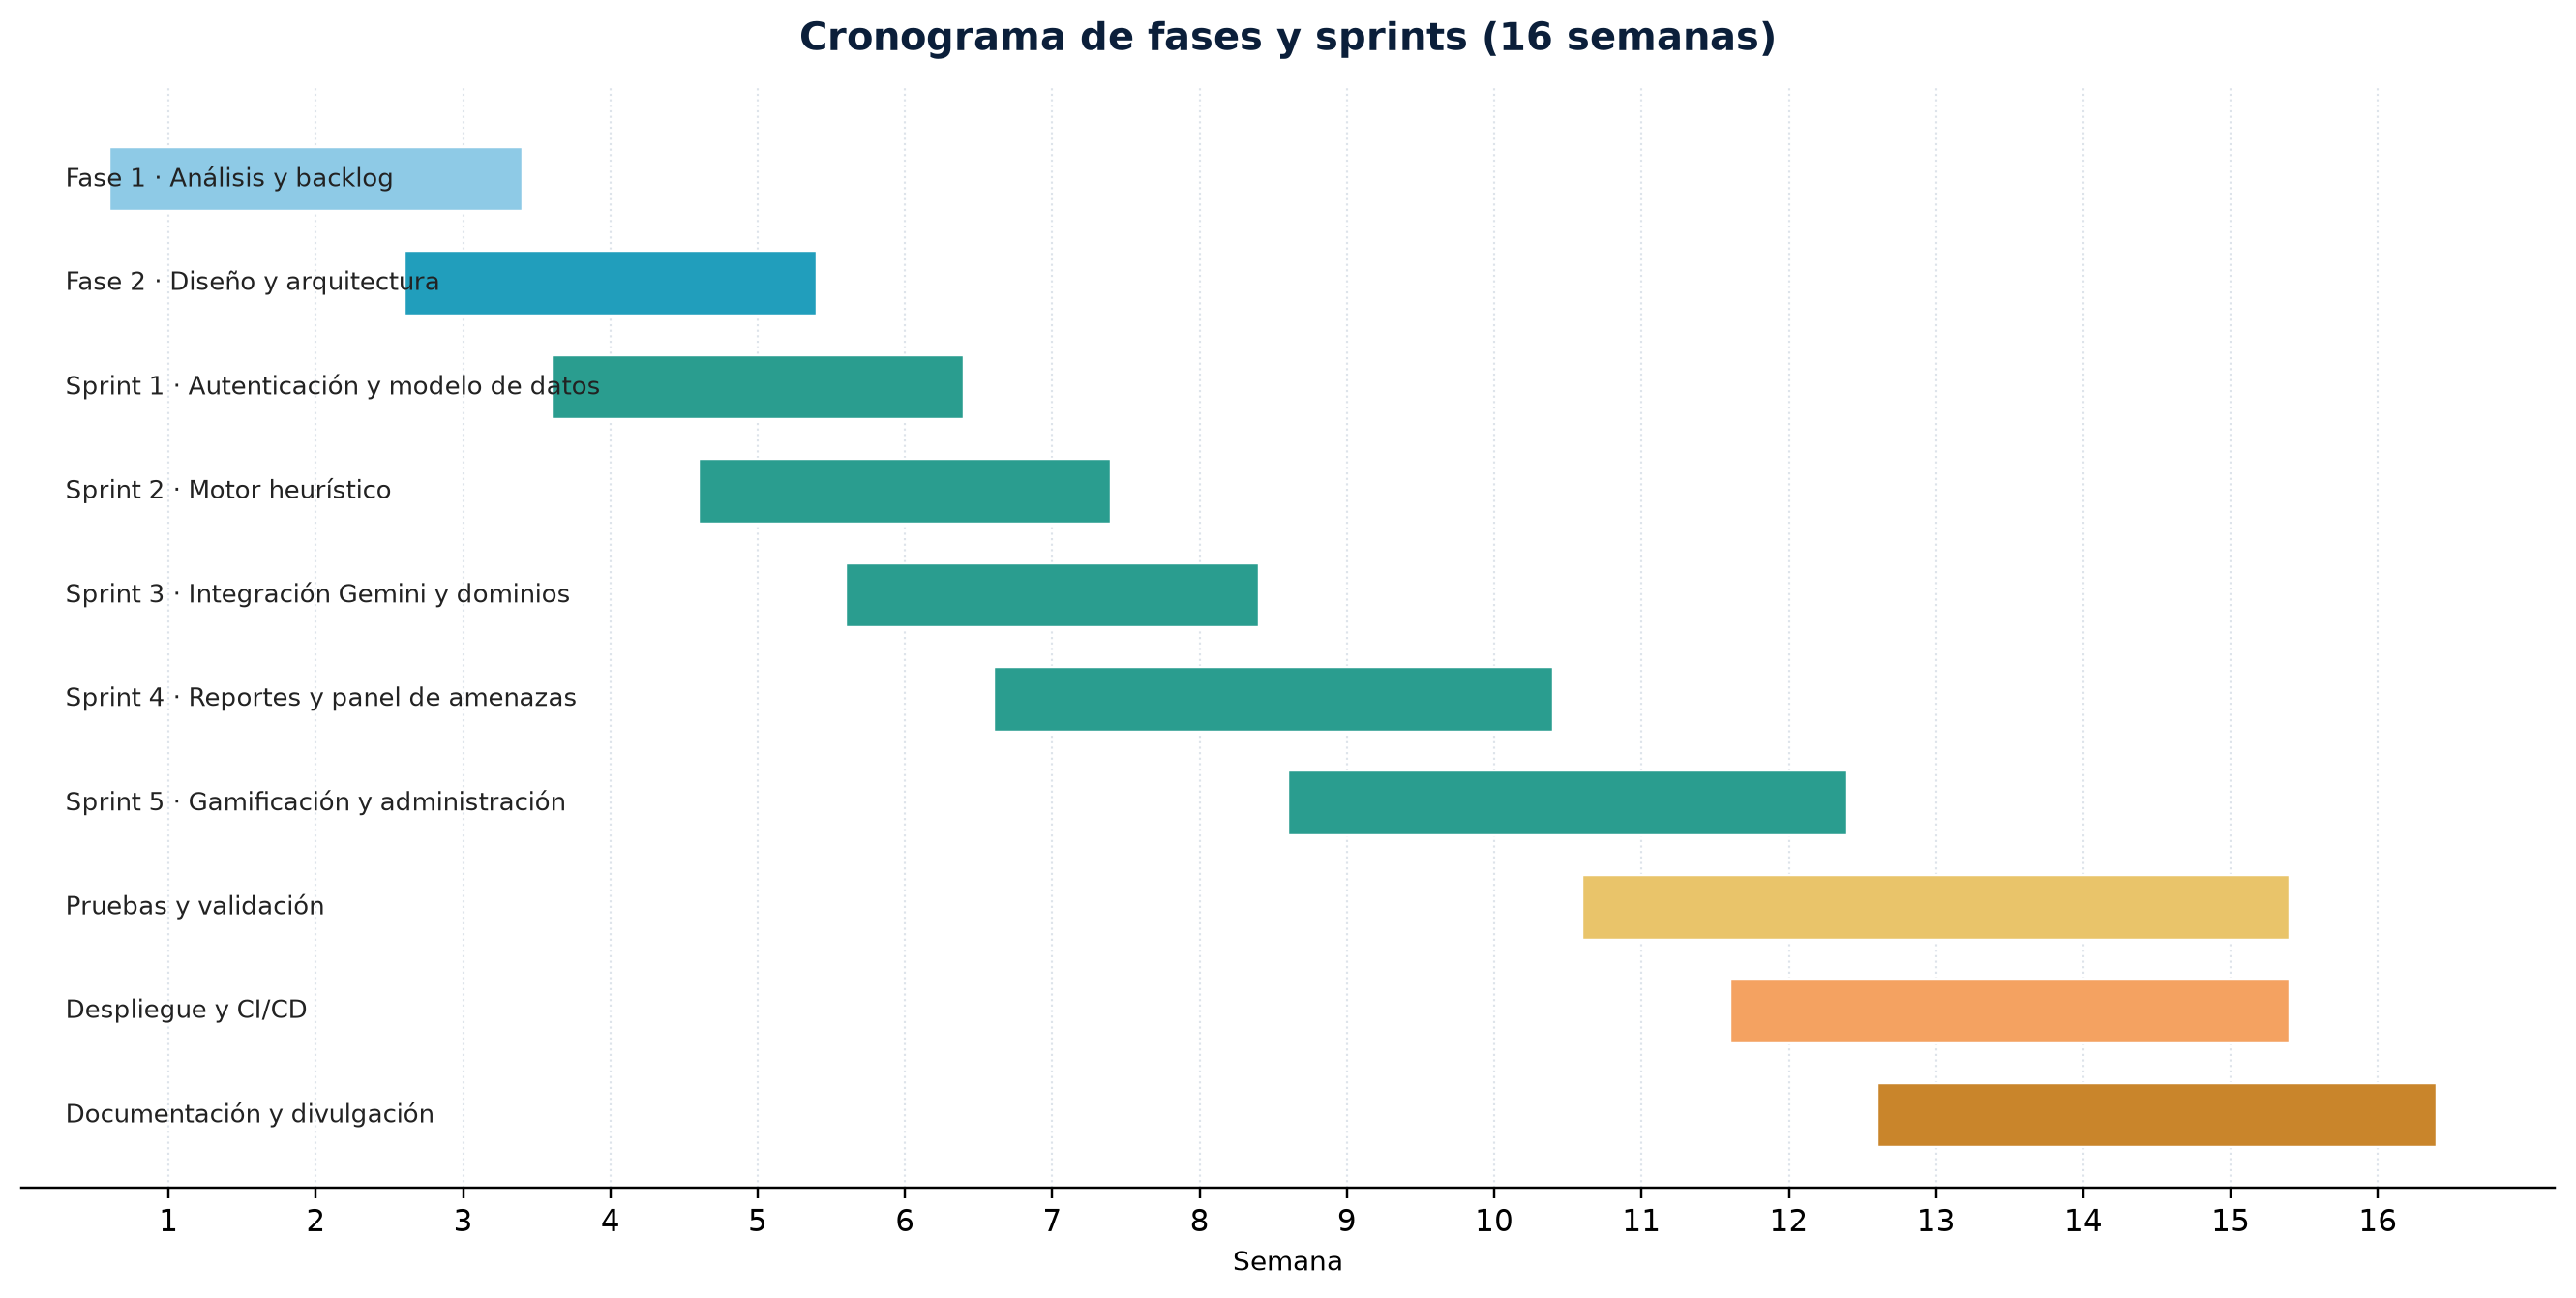 Cronograma de fases y sprints (16 semanas)
Fase 1 · Análisis y backlog
Fase 2 · Diseño y arquitectura
Sprint 1 · Autenticación y modelo de datos
Sprint 2 · Motor heurístico
Sprint 3 · Integración Gemini y dominios
Sprint 4 · Reportes y panel de amenazas
Sprint 5 · Gamificación y administración
Pruebas y validación
Despliegue y CI/CD
Documentación y divulgación
1 2 3 4 5 6 7 8 9 10 11 12 13 14 15 16
Semana